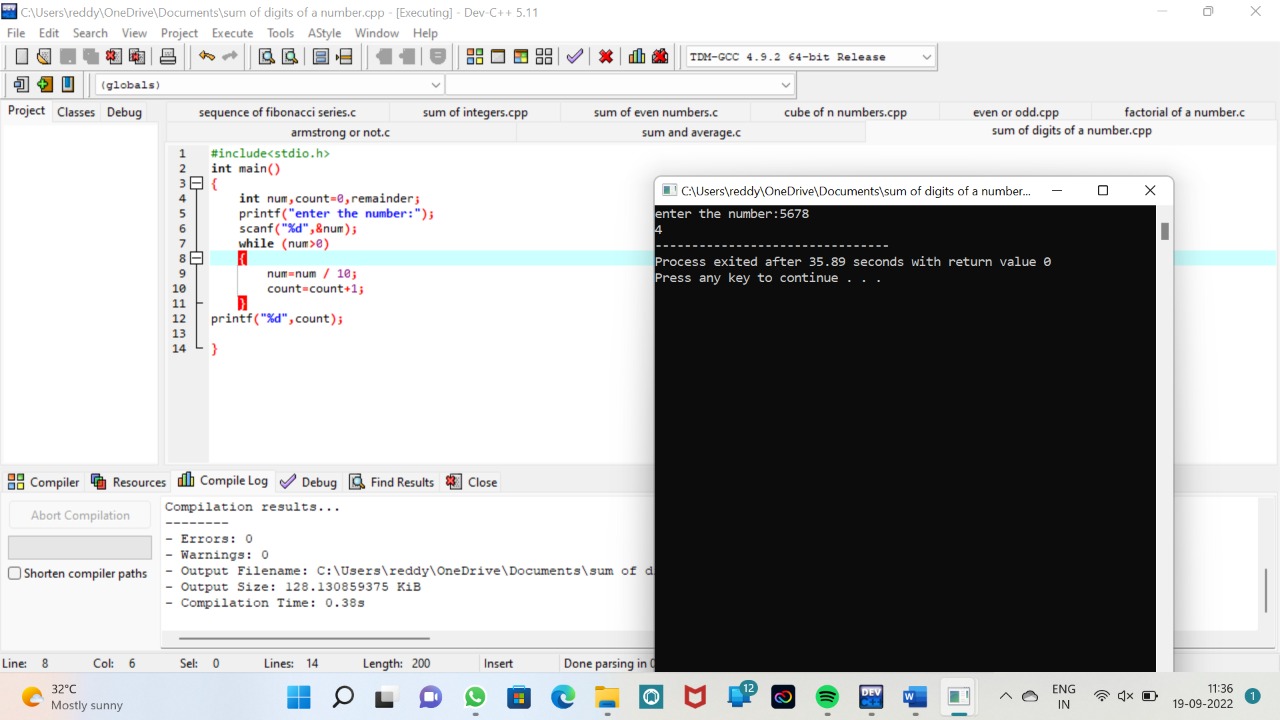 C:\Users\reddy\OneDrive\Documents\sum of digits of a number.cpp - [Executing] - Dev-C++ 5.11
File Edit Search View Project Execute Tools AStyle Window Help
TDM-GCC 4.9.2 64-bit Release
(globals)
Project Classes Debug
sequence of fibonacci series.c sum of integers.cpp sum of even numbers.c cube of n numbers.cpp even or odd.cpp factorial of a number.c
armstrong or not.c sum and average.c sum of digits of a number.cpp
1 #include<stdio.h>
2 int main()
3 {
4 int num,count=0,remainder;
5 printf("enter the number:");
6 scanf("%d",&num);
7 while (num>0)
8 {
9 num=num / 10;
10 count=count+1;
11 }
12 printf("%d",count);
13
14 }
C:\Users\reddy\OneDrive\Documents\sum of digits of a number...
enter the number:5678
4
--------------------------------
Process exited after 35.89 seconds with return value 0
Press any key to continue . . .
Compiler Resources Compile Log Debug Find Results Close
Abort Compilation
Shorten compiler paths
Compilation results...
--------
- Errors: 0
- Warnings: 0
- Output Filename: C:\Users\reddy\OneDrive\Documents\sum of d
- Output Size: 128.130859375 KiB
- Compilation Time: 0.38s
Line: 8 Col: 6 Sel: 0 Lines: 14 Length: 200 Insert Done parsing in
32°C
Mostly sunny
12
DEV
W
ENG
IN
11:36
19-09-2022
1